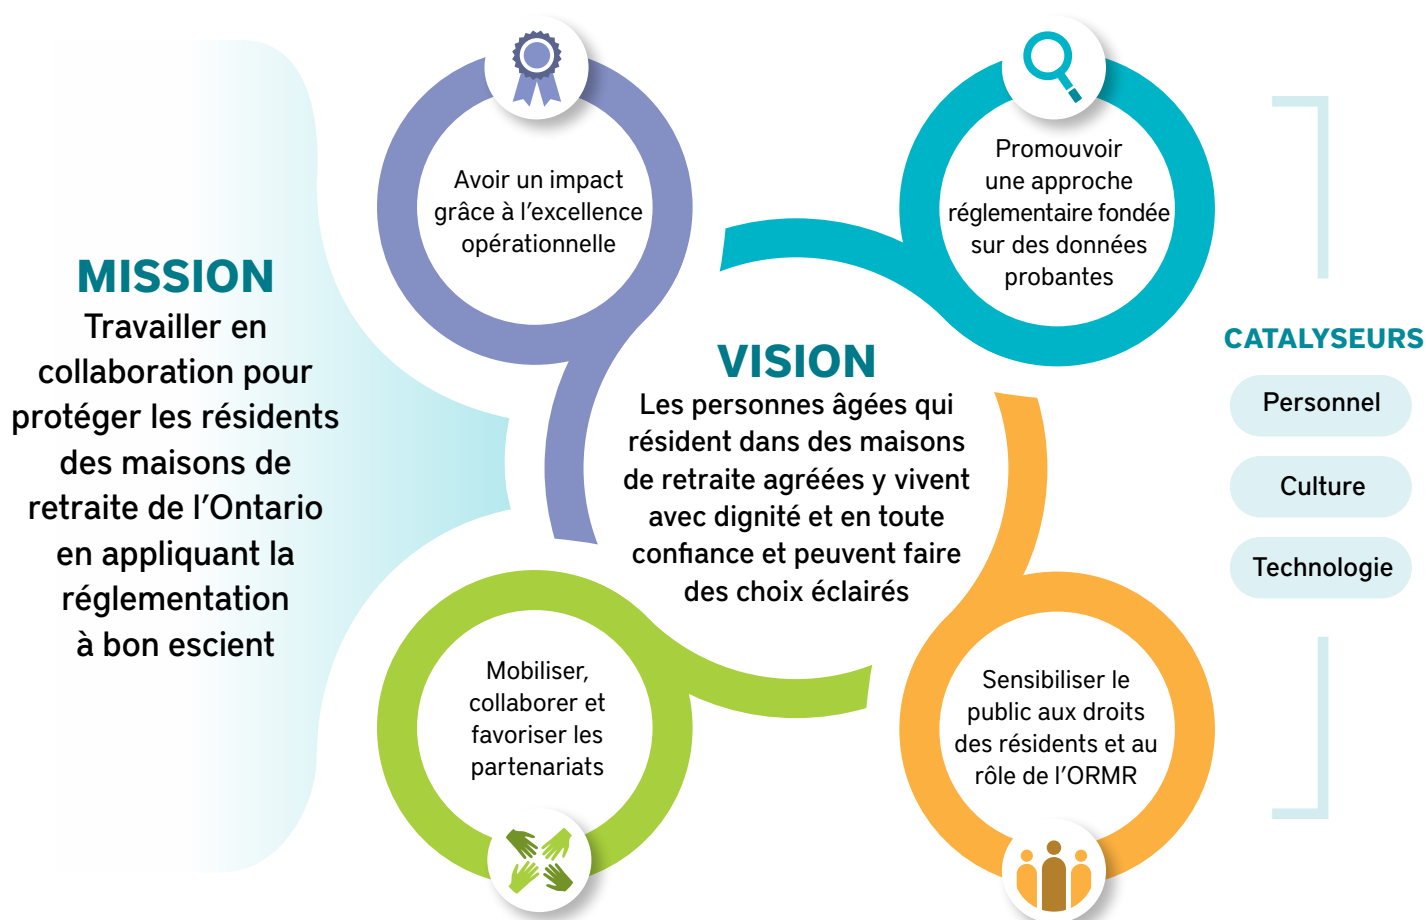 MISSION
Travailler en
collaboration pour
protéger les résidents
des maisons de
retraite de l’Ontario
en appliquant la
réglementation
à bon escient
Avoir un impact
grâce à l’excellence
opérationnelle
Promouvoir
une approche
réglementaire fondée
sur des données
probantes
VISION
Les personnes âgées qui
résident dans des maisons
de retraite agréées y vivent
avec dignité et en toute
confiance et peuvent faire
des choix éclairés
Mobiliser,
collaborer et
favoriser les
partenariats
Sensibiliser le
public aux droits
des résidents et au
rôle de l’ORMR
CATALYSEURS
Personnel
Culture
Technologie